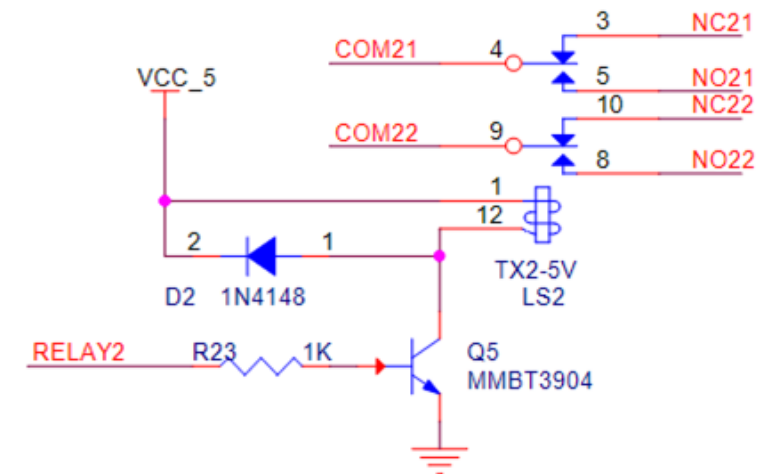 3 NC21
COM21 4
VCC_5
5 NO21
10 NC22
COM22 9
8 NO22
1
12
2 1
TX2-5V
D2 1N4148
LS2
RELAY2 R23 1K
Q5
MMBT3904